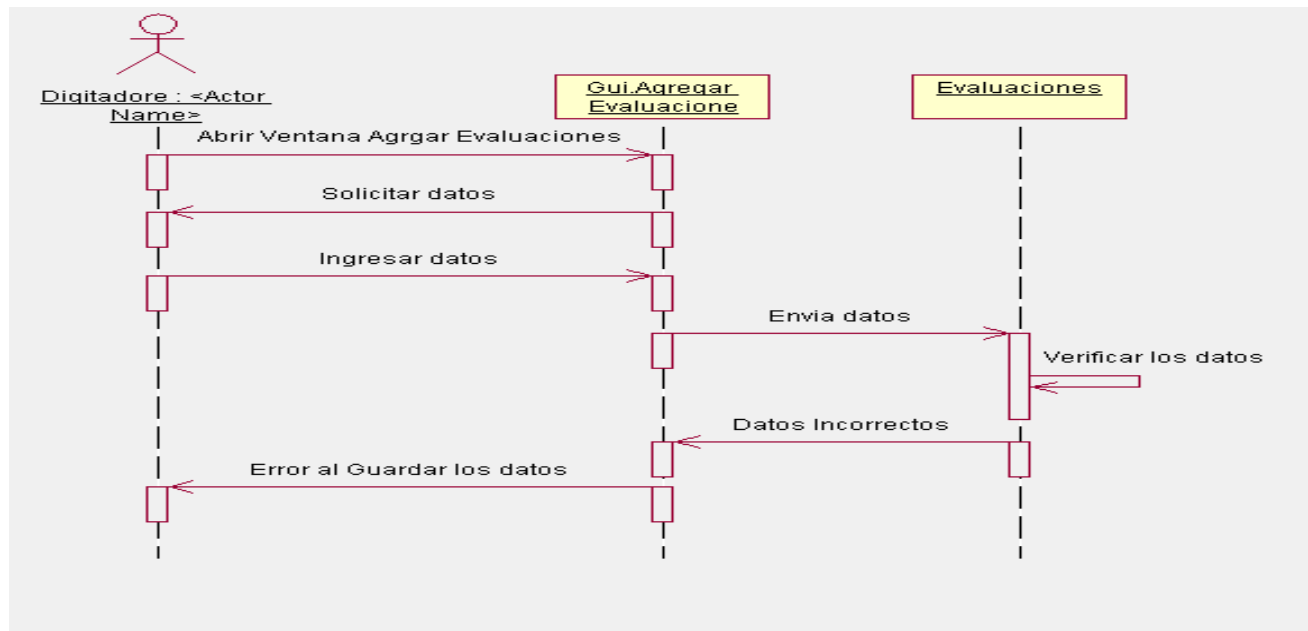 Digitadore : <Actor
Name>
Gui.Agregar
Evaluacione
Evaluaciones
Abrir Ventana Agrgar Evaluaciones
Solicitar datos
Ingresar datos
Envia datos
Verificar los datos
Datos Incorrectos
Error al Guardar los datos